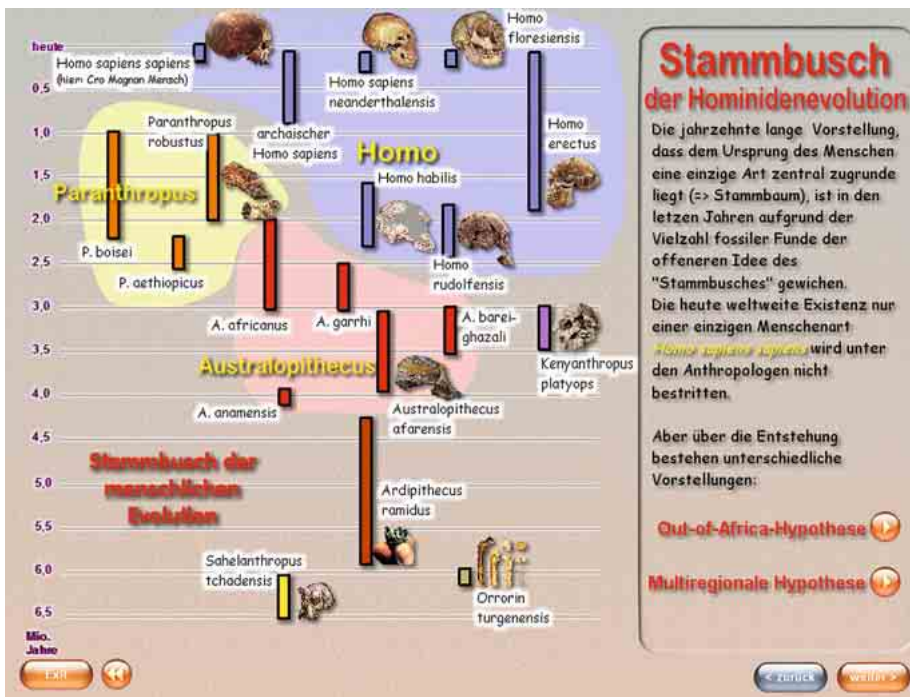 heute
0,5
1,0
1,5
2,0
2,5
3,0
3,5
4,0
4,5
5,0
5,5
6,0
6,5
Mio.
Jahre
Homo sapiens sapiens
(hier: Cro Magnan Mensch)
archaischer
Homo sapiens
Homo sapiens
neanderthalensis
Homo
floresiensis
Homo
erectus
Homo
Homo habilis
Homo
rudolfensis
Paranthropus
robustus
Paranthropus
P. boisei
P. aethiopicus
A. africanus
A. garrhi
A. barei-
ghazali
Kenyanthropus
platyops
Australopithecus
A. anamensis
Australopithecus
afarensis
Stammbusch der
menschlichen
Evolution
Ardipithecus
ramidus
Sahelanthropus
tchadensis
Orrorin
turgenensis
Stammbusch
der Hominidenevolution
Die jahrzehnte lange Vorstellung,
dass dem Ursprung des Menschen
eine einzige Art zentral zugrunde
liegt (=> Stammbaum), ist in den
letzen Jahren aufgrund der
Vielzahl fossiler Funde der
offeneren Idee des
"Stammbusches" gewichen.
Die heute weltweite Existenz nur
einer einzigen Menschenart
Homo sapiens sapiens wird unter
den Anthropologen nicht
bestritten.
Aber über die Entstehung
bestehen unterschiedliche
Vorstellungen:
Out-of-Africa-Hypothese
Multiregionale Hypothese
Exit
< zurück
weiter >